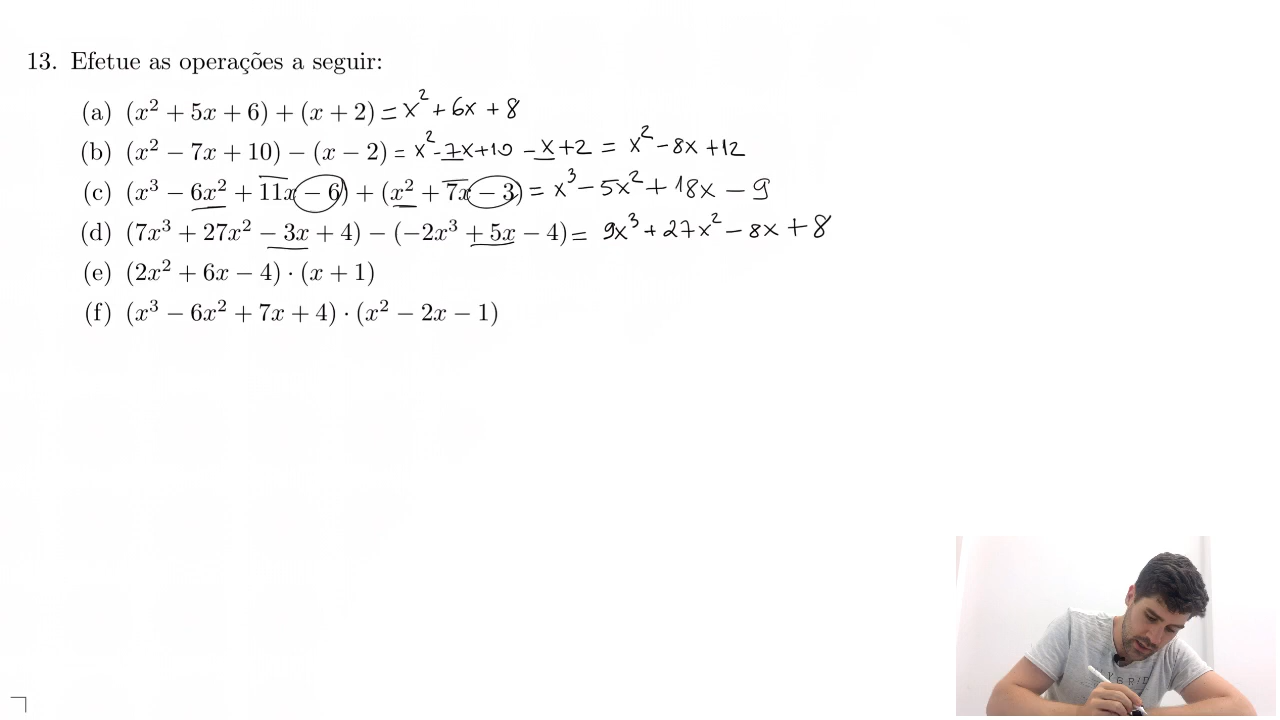 13. Efetue as operações a seguir:
(a) (x² + 5x + 6) + (x + 2) = x² + 6x + 8
(b) (x² − 7x + 10) − (x − 2) = x² - 7x + 10 - x + 2 = x² - 8x + 12
(c) (x³ − 6x² + 11x − 6) + (x² + 7x − 3) = x³ - 5x² + 18x - 9
(d) (7x³ + 27x² − 3x + 4) − (−2x³ + 5x − 4) = 9x³ + 27x² - 8x + 8
(e) (2x² + 6x − 4) · (x + 1)
(f) (x³ − 6x² + 7x + 4) · (x² − 2x − 1)